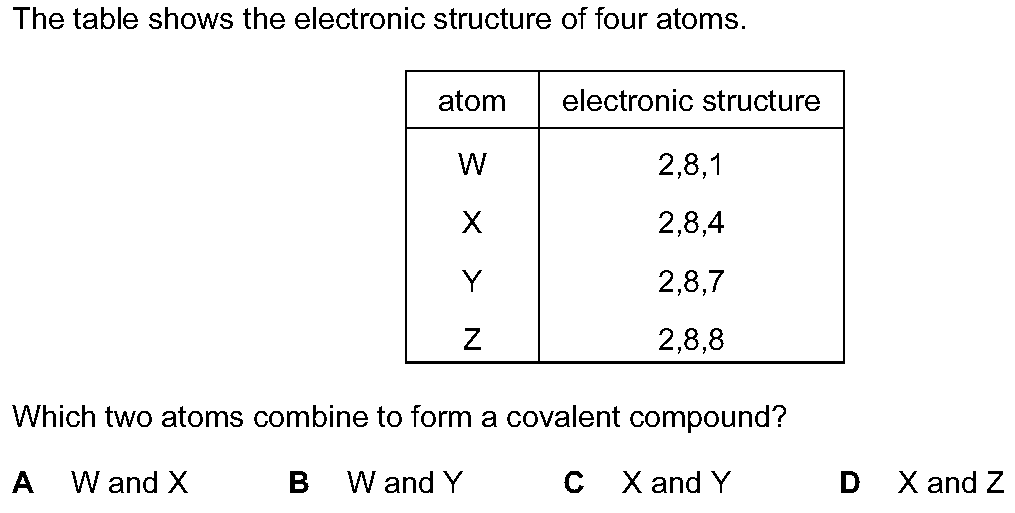 The table shows the electronic structure of four atoms.
atom electronic structure
W 2,8,1
X 2,8,4
Y 2,8,7
Z 2,8,8
Which two atoms combine to form a covalent compound?
A W and X B W and Y C X and Y D X and Z